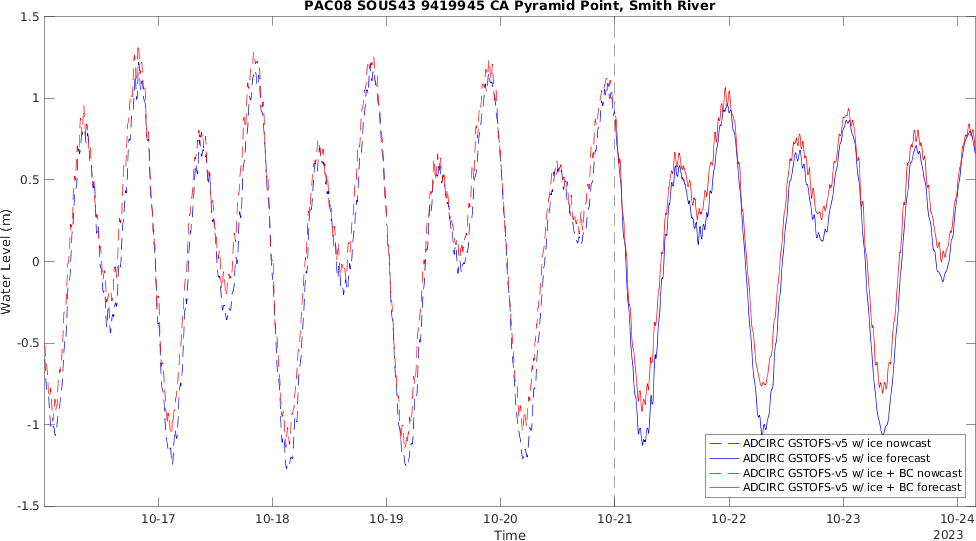 PAC08 SOUS43 9419945 CA Pyramid Point, Smith River
Water Level (m)
1.5
1
0.5
0
-0.5
-1
-1.5
10-17 10-18 10-19 10-20 10-21 10-22 10-23 10-24
2023
Time
ADCIRC GSTOFS-v5 w/ ice nowcast
ADCIRC GSTOFS-v5 w/ ice forecast
ADCIRC GSTOFS-v5 w/ ice + BC nowcast
ADCIRC GSTOFS-v5 w/ ice + BC forecast